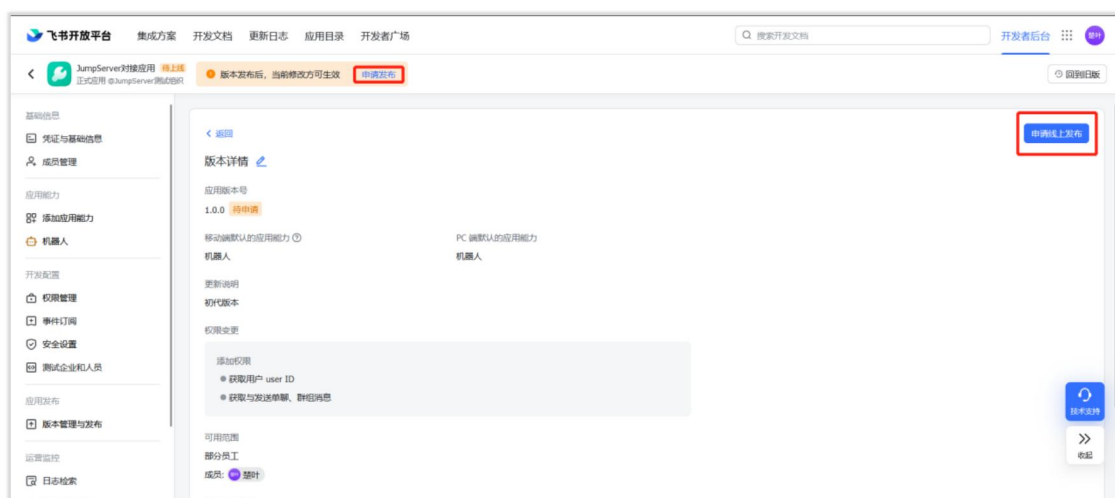 飞书开放平台 集成方案 开发文档 更新日志 应用目录 开发者广场 搜索开发文档 开发者后台 楚叶
JumpServer对接应用 待上线
正式应用 @JumpServer测试组织
版本发布后，当前修改方可生效 申请发布 回到旧版
基础信息
凭证与基础信息
成员管理
应用能力
添加应用能力
机器人
开发配置
权限管理
事件订阅
安全设置
测试企业和人员
应用发布
版本管理与发布
运营监控
日志检索
返回
申请线上发布
版本详情
应用版本号
1.0.0 待申请
移动端默认的应用能力 PC 端默认的应用能力
机器人 机器人
更新说明
初代版本
权限变更
添加权限
获取用户 user ID
获取与发送单聊、群组消息
可用范围
部分员工
成员: 楚叶 楚叶
技术支持
收起